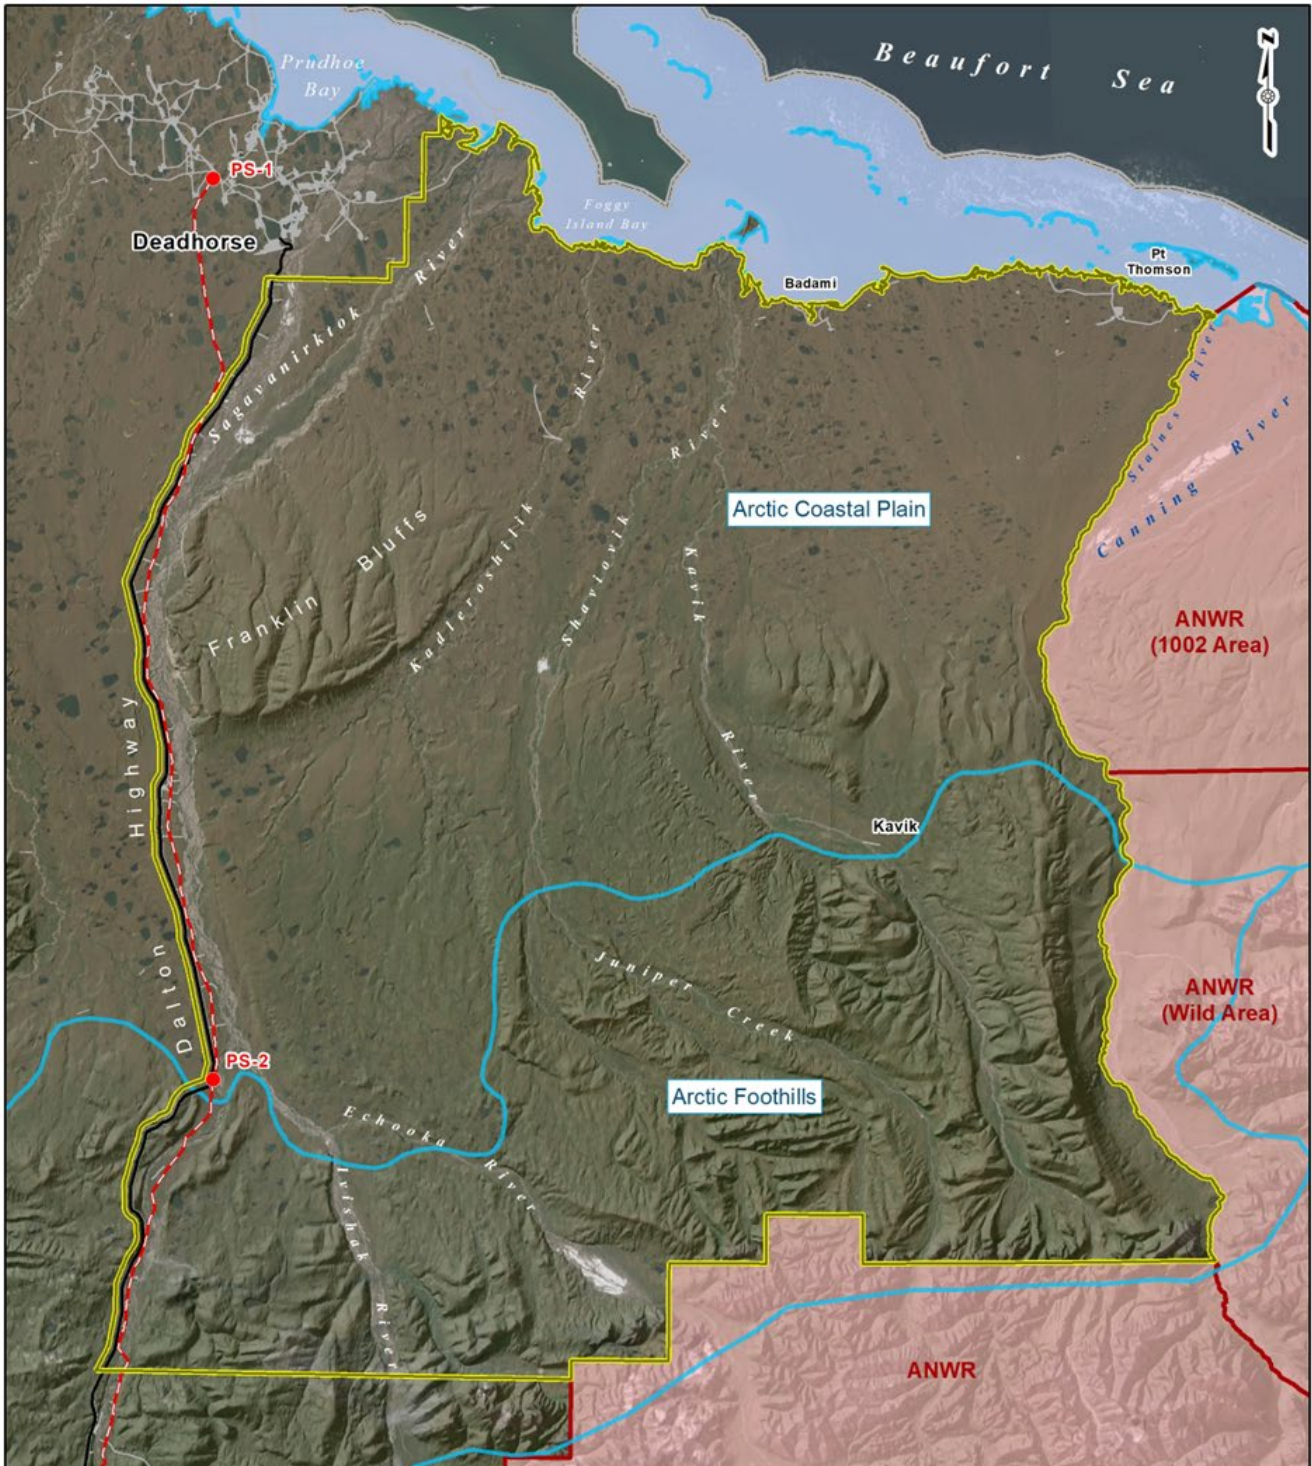 Beaufort Sea
N
Prudhoe
Bay
PS-1
Deadhorse
Foggy
Island Bay
Badami
Pt
Thomson
Sagavanirktok River
River
Staines River
Canning River
River
Arctic Coastal Plain
Franklin Bluffs
Kadleroshilik
Shaviovik
Kavik
ANWR
(1002 Area)
River
Highway
Kavik
Dallton
Juniper Creek
ANWR
(Wild Area)
PS-2
Arctic Foothills
Echooka River
Ivishak River
ANWR